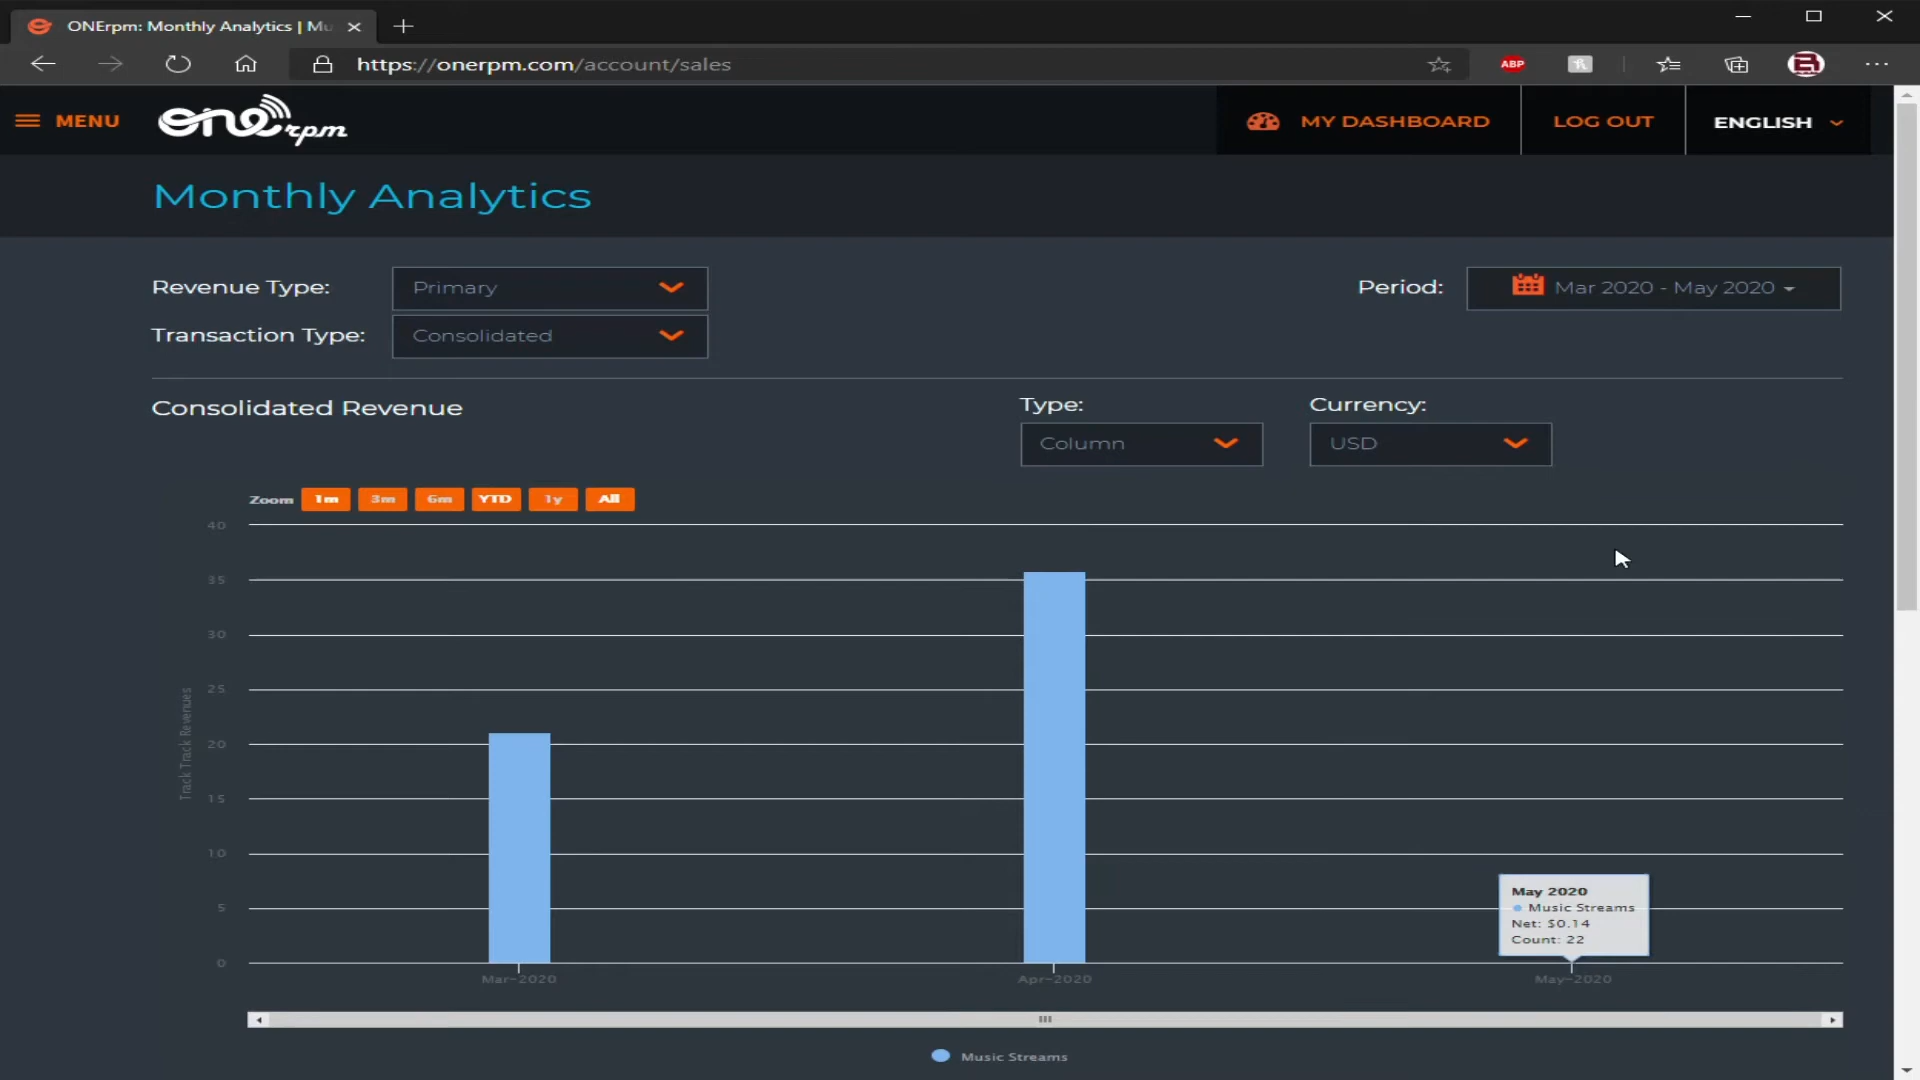 ONErpm: Monthly Analytics | Mu
https://onerpm.com/account/sales
ABP
MENU
onerpm
MY DASHBOARD
LOG OUT
ENGLISH
Monthly Analytics
Revenue Type:
Primary
Period:
Mar 2020 - May 2020
Transaction Type:
Consolidated
Consolidated Revenue
Type:
Column
Currency:
USD
Zoom 1m 3m 6m YTD 1y All
40
35
30
25
20
15
10
5
0
Track Track Revenues
May 2020
Music Streams
Net: $0.14
Count: 22
Mar-2020
Apr-2020
May-2020
Music Streams